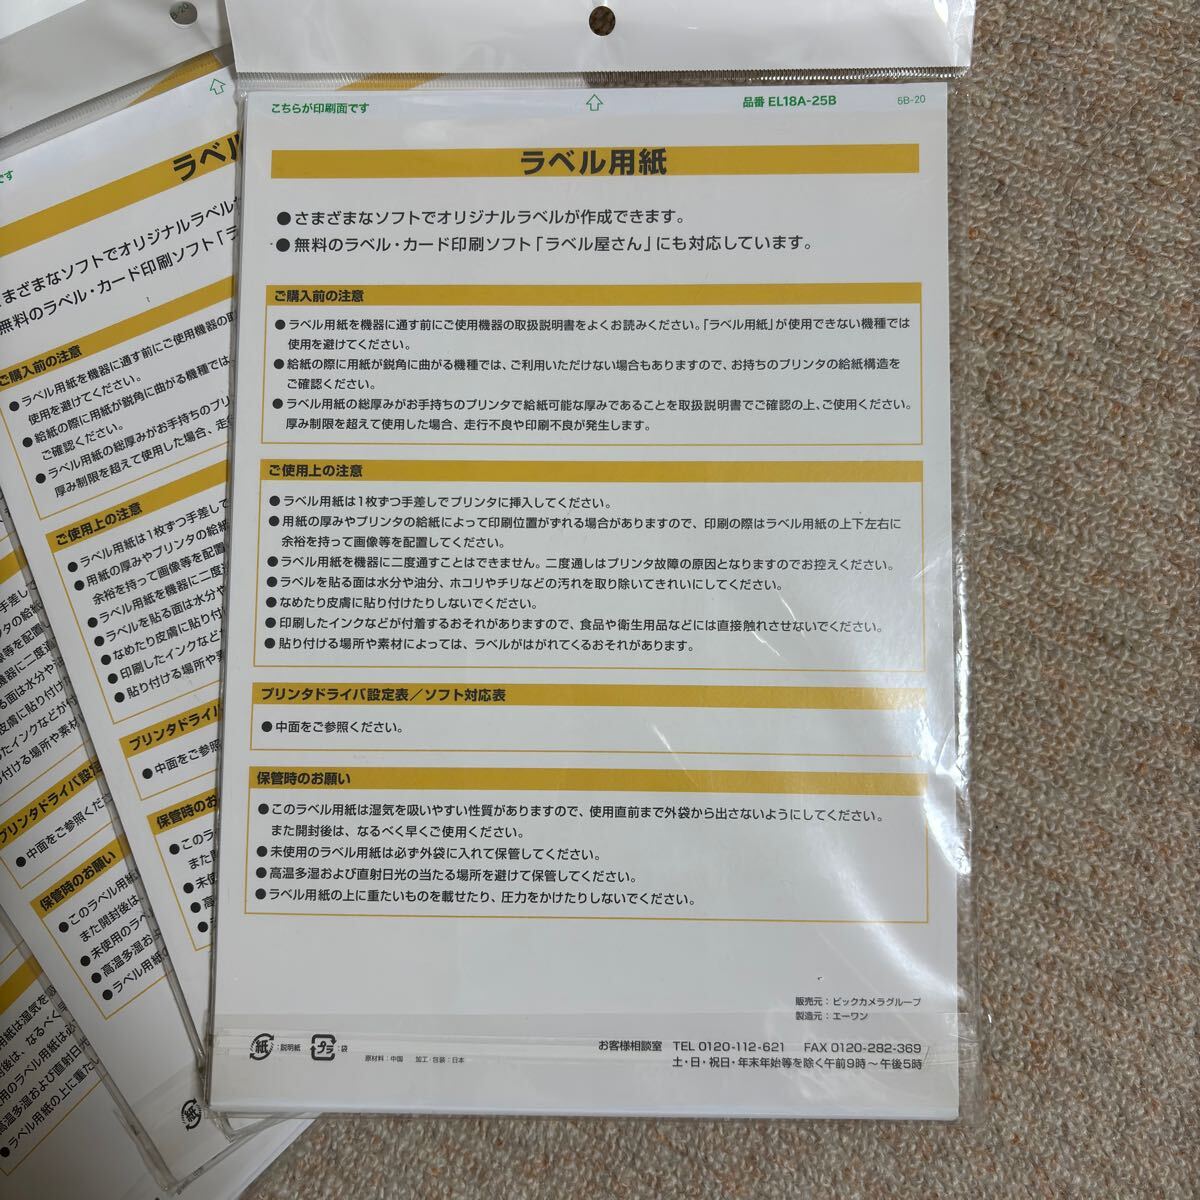 こちらが印刷面です
品番 EL18A-25B
5B-20
ラベル用紙
●さまざまなソフトでオリジナルラベルが作成できます。
●無料のラベル・カード印刷ソフト「ラベル屋さん」にも対応しています。
ご購入前の注意
●ラベル用紙を機器に通す前にご使用機器の取扱説明書をよくお読みください。「ラベル用紙」が使用できない機種では
使用を避けてください。
●給紙の際に用紙が鋭角に曲がる機種では、ご利用いただけない場合もありますので、お持ちのプリンタの給紙構造を
ご確認ください。
●ラベル用紙の総厚みがお手持ちのプリンタで給紙可能な厚みであることを取扱説明書でご確認の上、ご使用ください。
厚み制限を超えて使用した場合、走行不良や印刷不良が発生します。
ご使用上の注意
●ラベル用紙は1枚ずつ手差しでプリンタに挿入してください。
●用紙の厚みやプリンタの給紙によって印刷位置がずれる場合がありますので、印刷の際はラベル用紙の上下左右に
余裕を持って画像等を配置してください。
●ラベル用紙を機器に二度通すことはできません。二度通しはプリンタ故障の原因となりますのでお控えください。
●ラベルを貼る面は水分や油分、ホコリやチリなどの汚れを取り除いてきれいにしてください。
●なめたり皮膚に貼り付けたりしないでください。
●印刷したインクなどが付着するおそれがありますので、食品や衛生用品などには直接触れさせないでください。
●貼り付ける場所や素材によっては、ラベルがはがれてくるおそれがあります。
プリンタドライバ設定表／ソフト対応表
●中面をご参照ください。
保管時のお願い
●このラベル用紙は湿気を吸いやすい性質がありますので、使用直前まで外袋から出さないようにしてください。
また開封後は、なるべく早くご使用ください。
●未使用のラベル用紙は必ず外袋に入れて保管してください。
●高温多湿および直射日光の当たる場所を避けて保管してください。
●ラベル用紙の上に重たいものを載せたり、圧力をかけたりしないでください。
販売元：ビックカメラグループ
製造元：エーワン
紙：説明紙 プラ：袋 原材料：中国 加工/包装：日本
お客様相談室 TEL 0120-112-621 FAX 0120-282-369
土・日・祝日・年末年始等を除く午前9時～午後5時